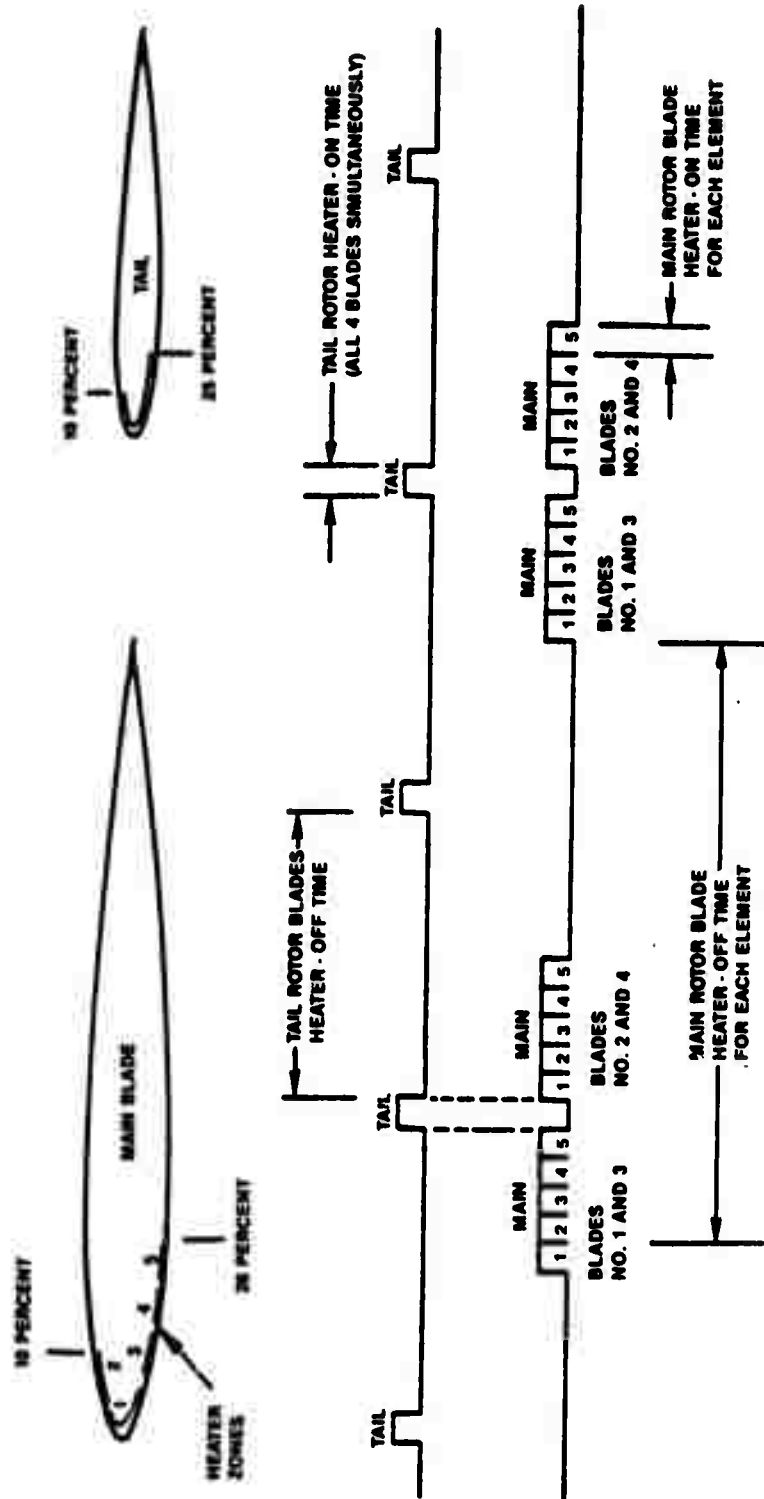 10 PERCENT
MAIN BLADE
1
2
3
4
5
HEATER
ZONES
PERCENT
10 PERCENT
TAIL
25 PERCENT
TAIL ROTOR BLADES
HEATER - OFF TIME
TAIL ROTOR HEATER - ON TIME
(ALL 4 BLADES SIMULTANEOUSLY)
TAIL
TAIL
TAIL
TAIL
TAIL
MAIN
1 2 3 4 5
BLADES
NO. 1 AND 3
MAIN
1 2 3 4 5
BLADES
NO. 2 AND 4
MAIN
1 2 3 4 5
BLADES
NO. 1 AND 3
MAIN
1 2 3 4 5
BLADES
NO. 2 AND 4
MAIN ROTOR BLADE
HEATER - OFF TIME
FOR EACH ELEMENT
MAIN ROTOR BLADE
HEATER - ON TIME
FOR EACH ELEMENT